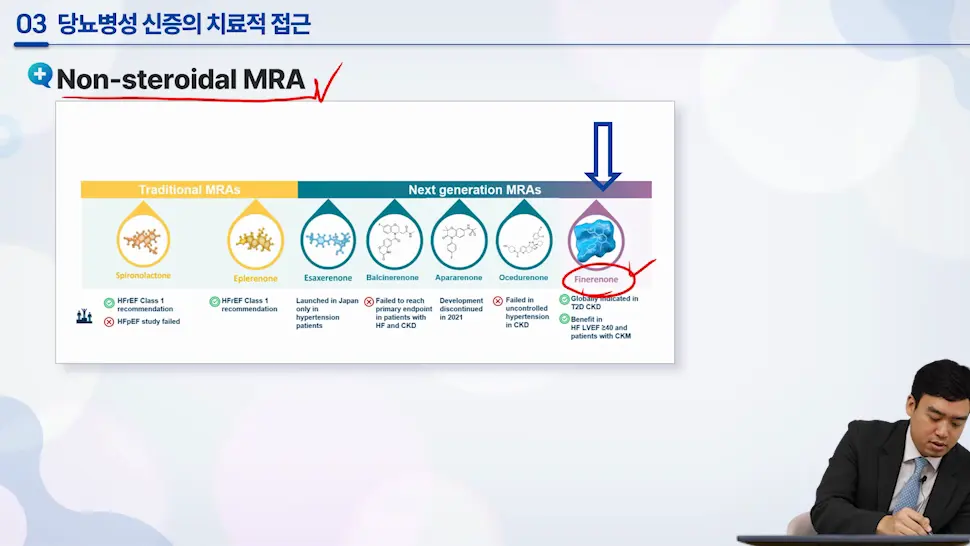 03 당뇨병성 신증의 치료적 접근
Non-steroidal MRA
Traditional MRAs
Next generation MRAs
Spironolactone
Eplerenone
Esaxerenone
Balcinerenone
Apararenone
Ocedurenone
Finerenone
HFrEF Class 1
recommendation
HFpEF study failed
HFrEF Class 1
recommendation
Launched in Japan
only in
hypertension
patients
Failed to reach
primary endpoint
in patients with
HF and CKD
Development
discontinued
in 2021
Failed in
uncontrolled
hypertension
in CKD
Globally indicated in
T2D CKD
Benefit in
HF LVEF ≥40 and
patients with CKM